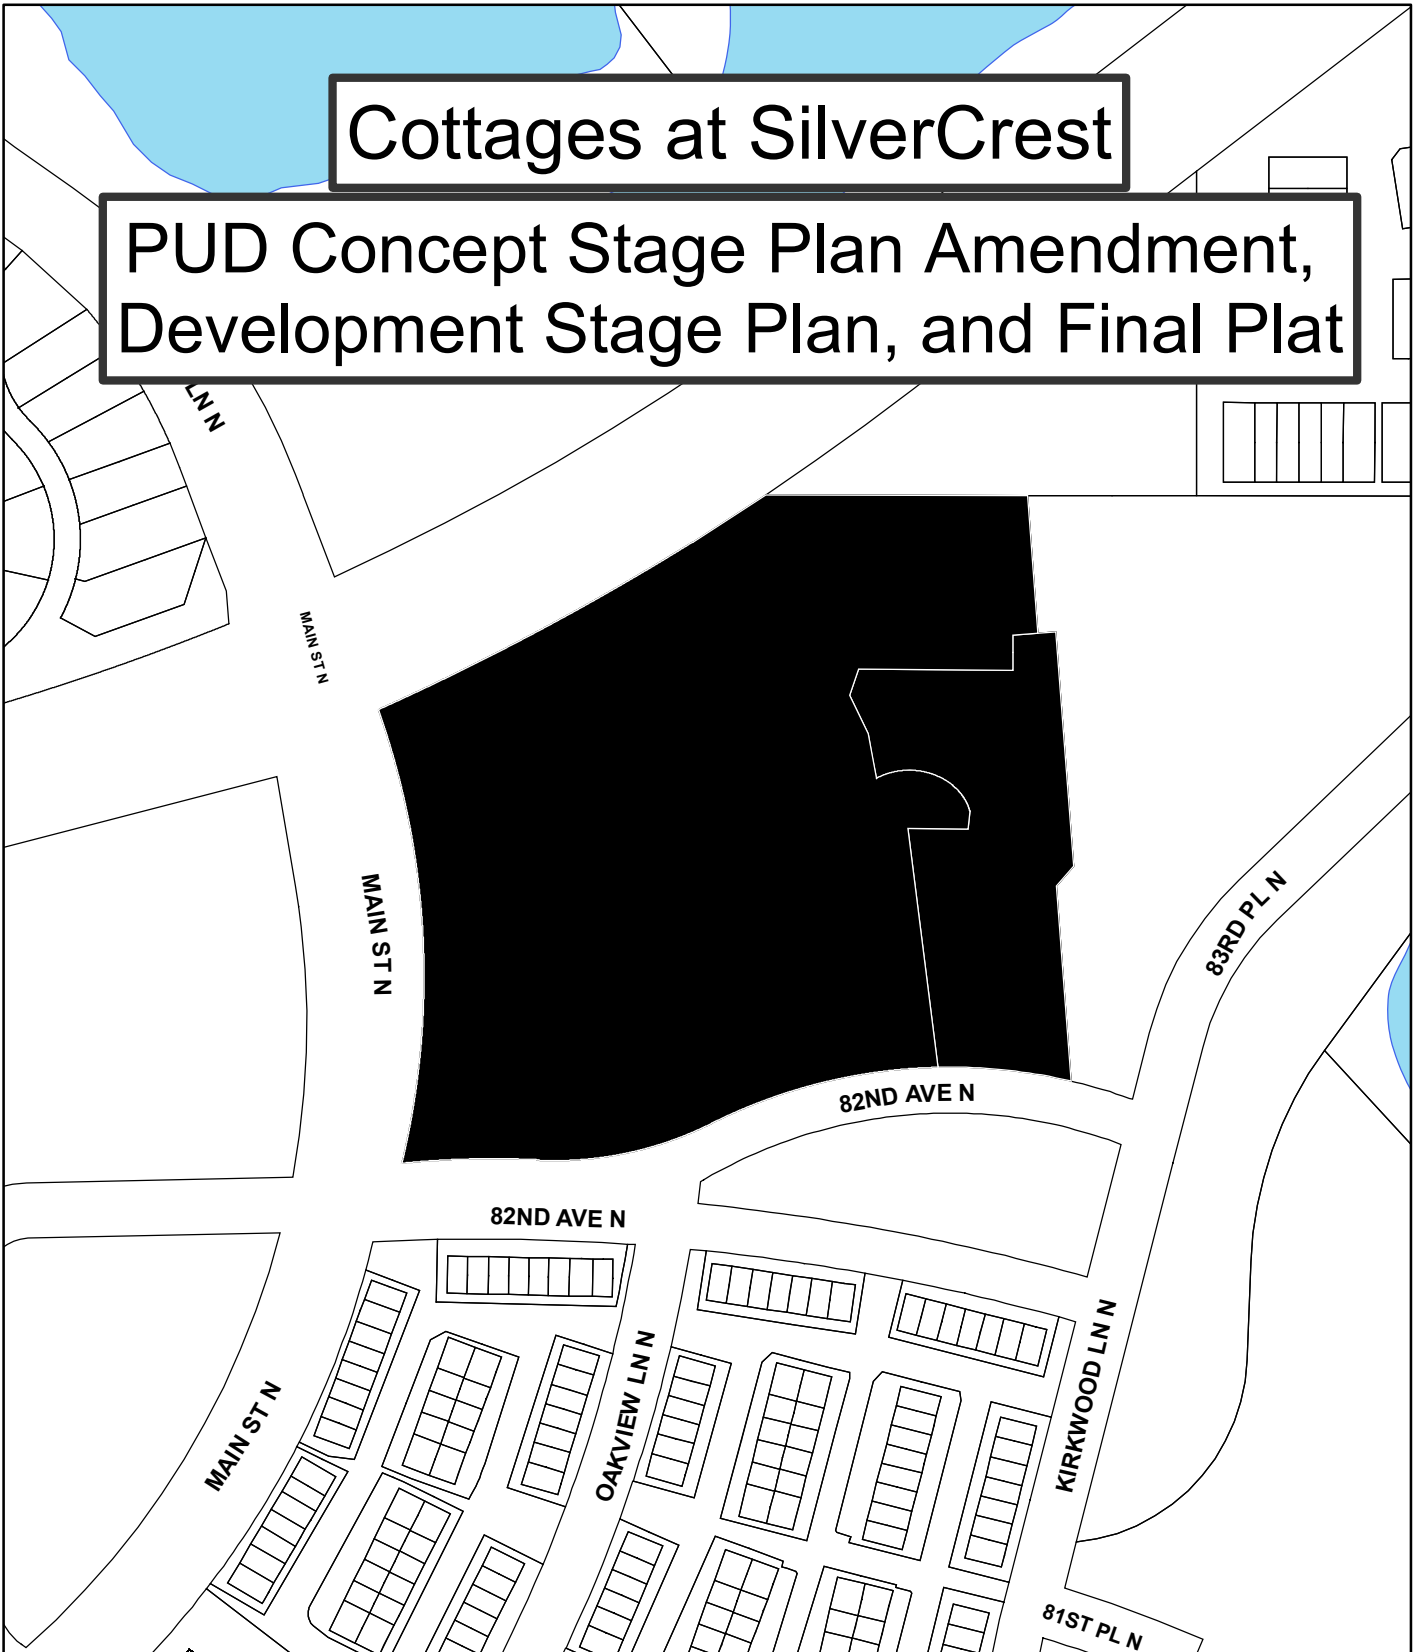 Cottages at SilverCrest
PUD Concept Stage Plan Amendment,
Development Stage Plan, and Final Plat
LN N
MAIN ST N
MAIN ST N
83RD PL N
82ND AVE N
82ND AVE N
OAKVIEW LN N
KIRKWOOD LN N
MAIN ST N
81ST PL N